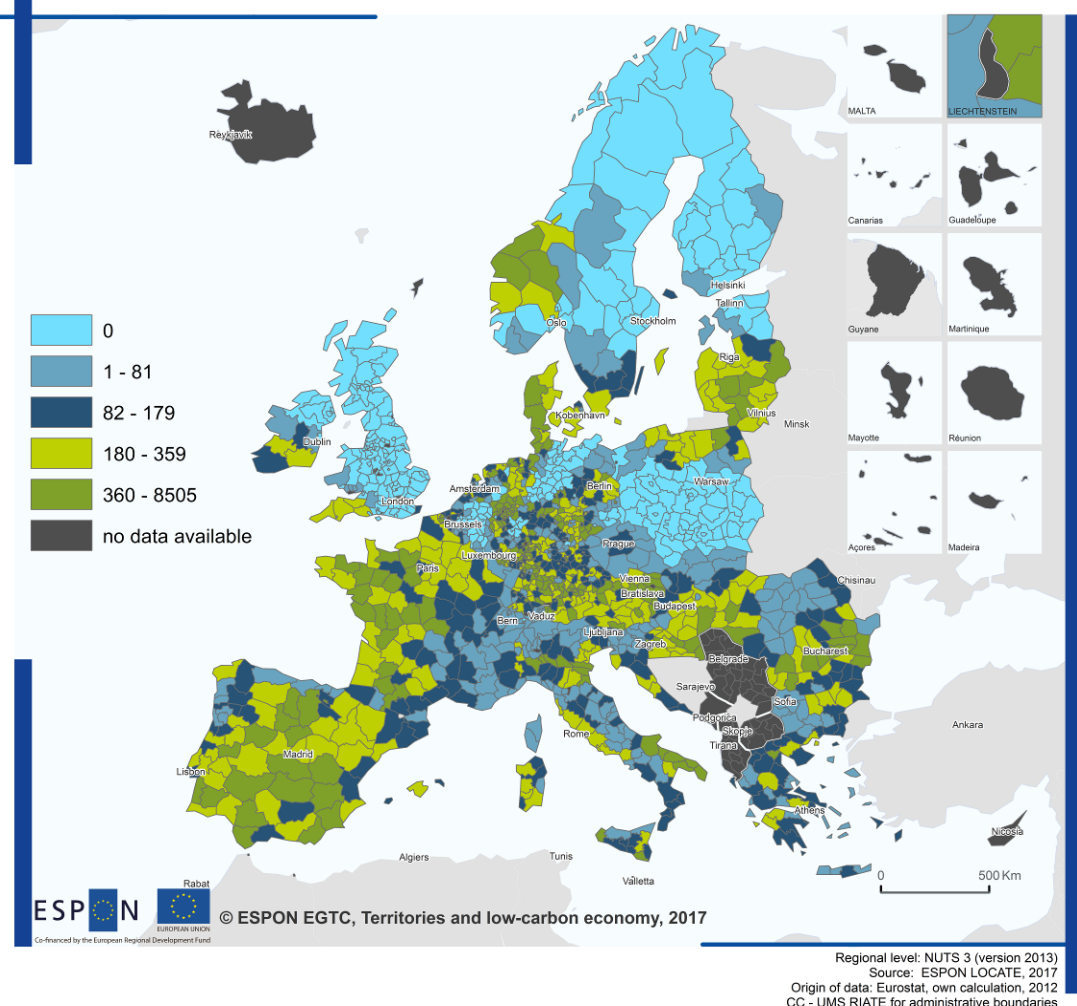 MALTA
LIECHTENSTEIN
Reykjavík
Canarias
Guadeloupe
Guyane
Martinique
Helsinki
Tallinn
Oslo
Stockholm
0
1 - 81
82 - 179
180 - 359
360 - 8505
no data available
Riga
Mayotte
Réunion
København
Vilnius
Minsk
Dublin
Amsterdam
Berlin
Warsaw
London
Brussels
Açores
Madeira
Prague
Luxembourg
Paris
Vienna
Chisinau
Bratislava
Budapest
Bern
Vaduz
Ljubljana
Zagreb
Bucharest
Belgrade
Sarajevo
Sofia
Podgorica
Skopje
Ankara
Rome
Tirana
Madrid
Lisbon
Athens
Nicosia
Algiers
Tunis
Valletta
Rabat
0 500 Km
ESPON
EUROPEAN UNION
Co-financed by the European Regional Development Fund
© ESPON EGTC, Territories and low-carbon economy, 2017
Regional level: NUTS 3 (version 2013)
Source: ESPON LOCATE, 2017
Origin of data: Eurostat, own calculation, 2012
CC - UMS RIATE for administrative boundaries